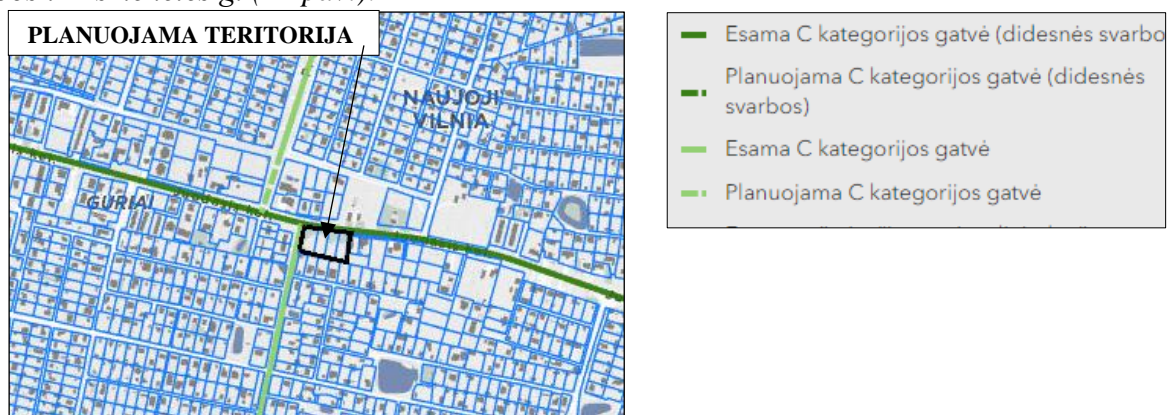 PLANUOJAMA TERITORIJA
NAUJOJI
VILNIA
GURIAI
Esama C kategorijos gatvė (didesnės svarbo
Planuojama C kategorijos gatvė (didesnės
svarbos)
Esama C kategorijos gatvė
Planuojama C kategorijos gatvė